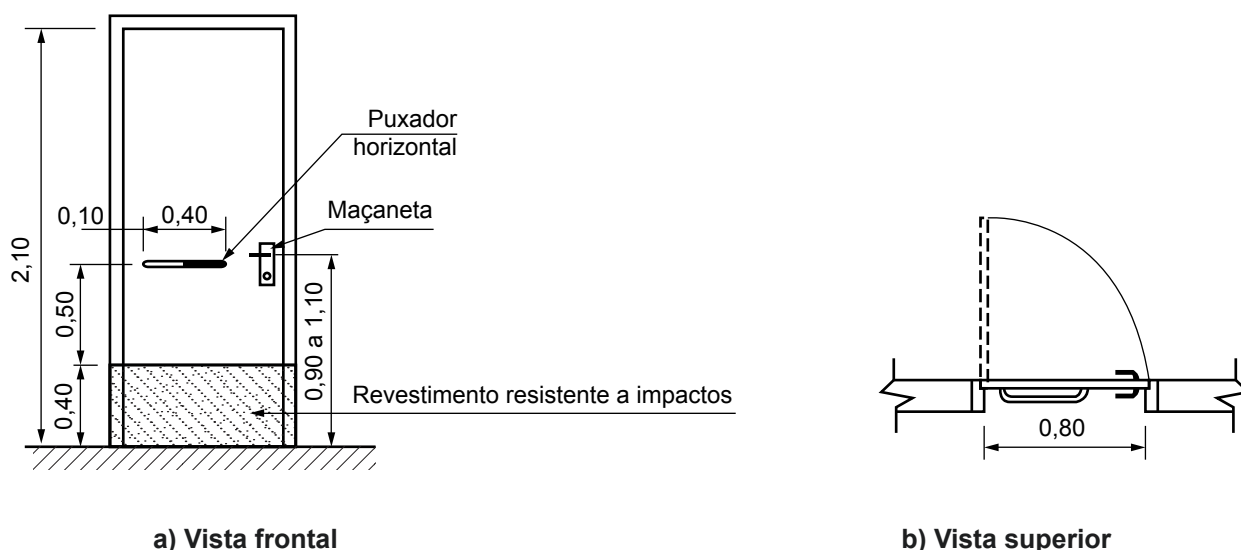 Puxador
horizontal
0,10
0,40
Maçaneta
2,10
0,50
0,90 a 1,10
0,40
Revestimento resistente a impactos
0,80
a) Vista frontal
b) Vista superior